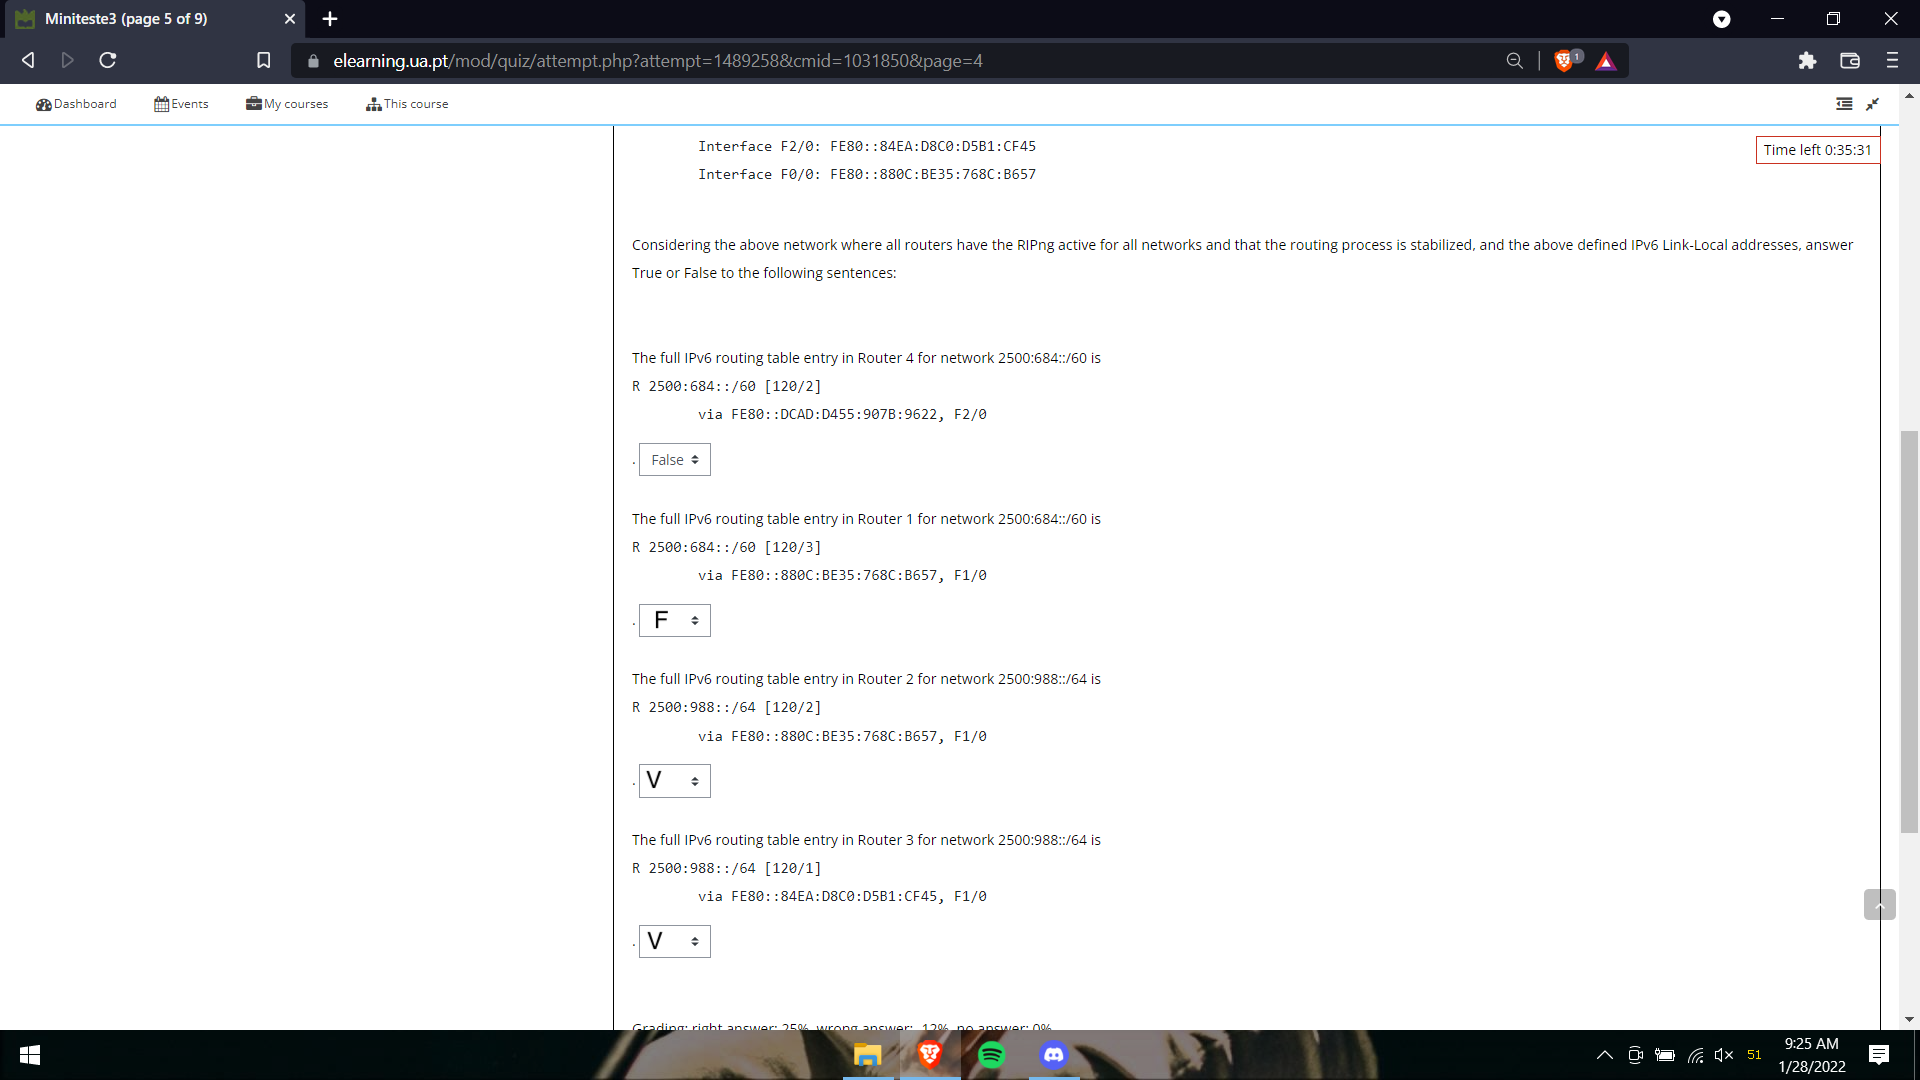 Miniteste3 (page 5 of 9)
elearning.ua.pt/mod/quiz/attempt.php?attempt=1489258&cmid=1031850&page=4
1
Dashboard
Events
My courses
This course
Interface F2/0: FE80::84EA:D8C0:D5B1:CF45
Time left 0:35:31
Interface F0/0: FE80::880C:BE35:768C:B657
Considering the above network where all routers have the RIPng active for all networks and that the routing process is stabilized, and the above defined IPv6 Link-Local addresses, answer
True or False to the following sentences:
The full IPv6 routing table entry in Router 4 for network 2500:684::/60 is
R 2500:684::/60 [120/2]
via FE80::DCAD:D455:907B:9622, F2/0
. False
The full IPv6 routing table entry in Router 1 for network 2500:684::/60 is
R 2500:684::/60 [120/3]
via FE80::880C:BE35:768C:B657, F1/0
. F
The full IPv6 routing table entry in Router 2 for network 2500:988::/64 is
R 2500:988::/64 [120/2]
via FE80::880C:BE35:768C:B657, F1/0
. V
The full IPv6 routing table entry in Router 3 for network 2500:988::/64 is
R 2500:988::/64 [120/1]
via FE80::84EA:D8C0:D5B1:CF45, F1/0
. V
Grading: right answer: 25%, wrong answer: -12%, no answer: 0%
51
9:25 AM
1/28/2022